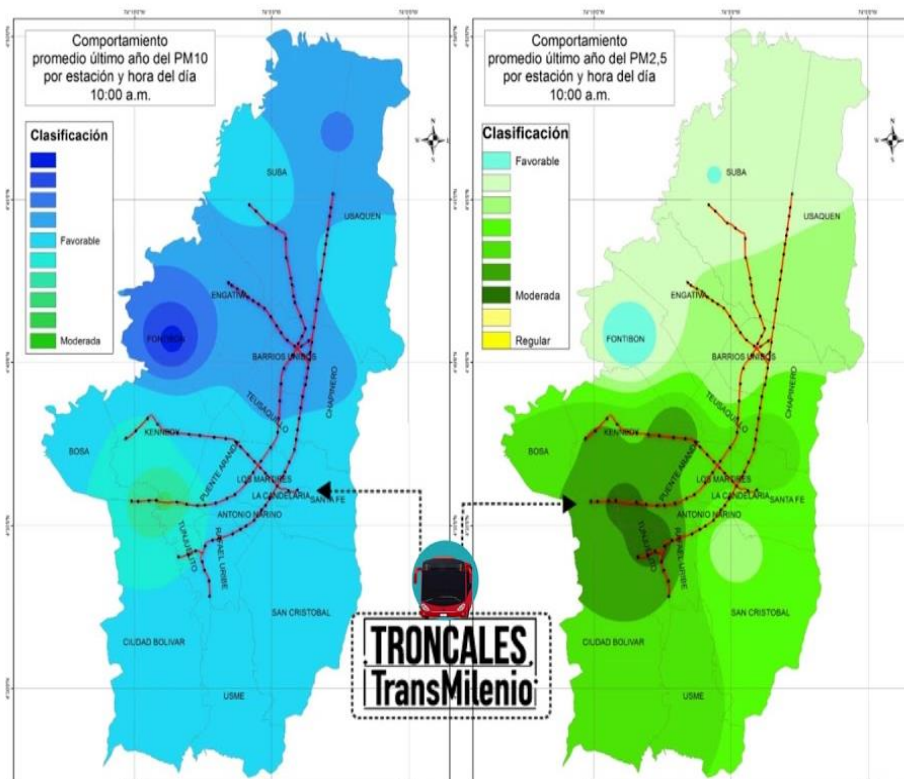 Comportamiento
promedio último año del PM10
por estación y hora del día
10:00 a.m.
Clasificación
Favorable
Moderada
SUBA
USAQUEN
ENGATIVA
FONTIBON
BARRIOS UNIDOS
TEUSAQUILLO
CHAPINERO
KENNEDY
BOSA
PUENTE ARANDA
LOS MARTIRES
LA CANDELARIA
SANTA FE
ANTONIO NARIÑO
TUNJUELITO
RAFAEL URIBE
SAN CRISTOBAL
CIUDAD BOLIVAR
USME
Comportamiento
promedio último año del PM2,5
por estación y hora del día
10:00 a.m.
Clasificación
Favorable
Moderada
Regular
SUBA
USAQUEN
ENGATIVA
FONTIBON
BARRIOS UNIDOS
TEUSAQUILLO
CHAPINERO
KENNEDY
BOSA
PUENTE ARANDA
LOS MARTIRES
LA CANDELARIA
SANTA FE
ANTONIO NARIÑO
TUNJUELITO
RAFAEL URIBE
SAN CRISTOBAL
CIUDAD BOLIVAR
USME
TRONCALES
TransMilenio